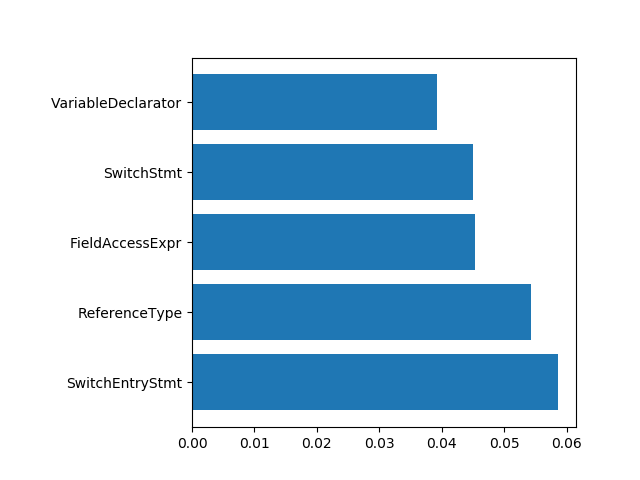 VariableDeclarator
SwitchStmt
FieldAccessExpr
ReferenceType
SwitchEntryStmt
0.00 0.01 0.02 0.03 0.04 0.05 0.06